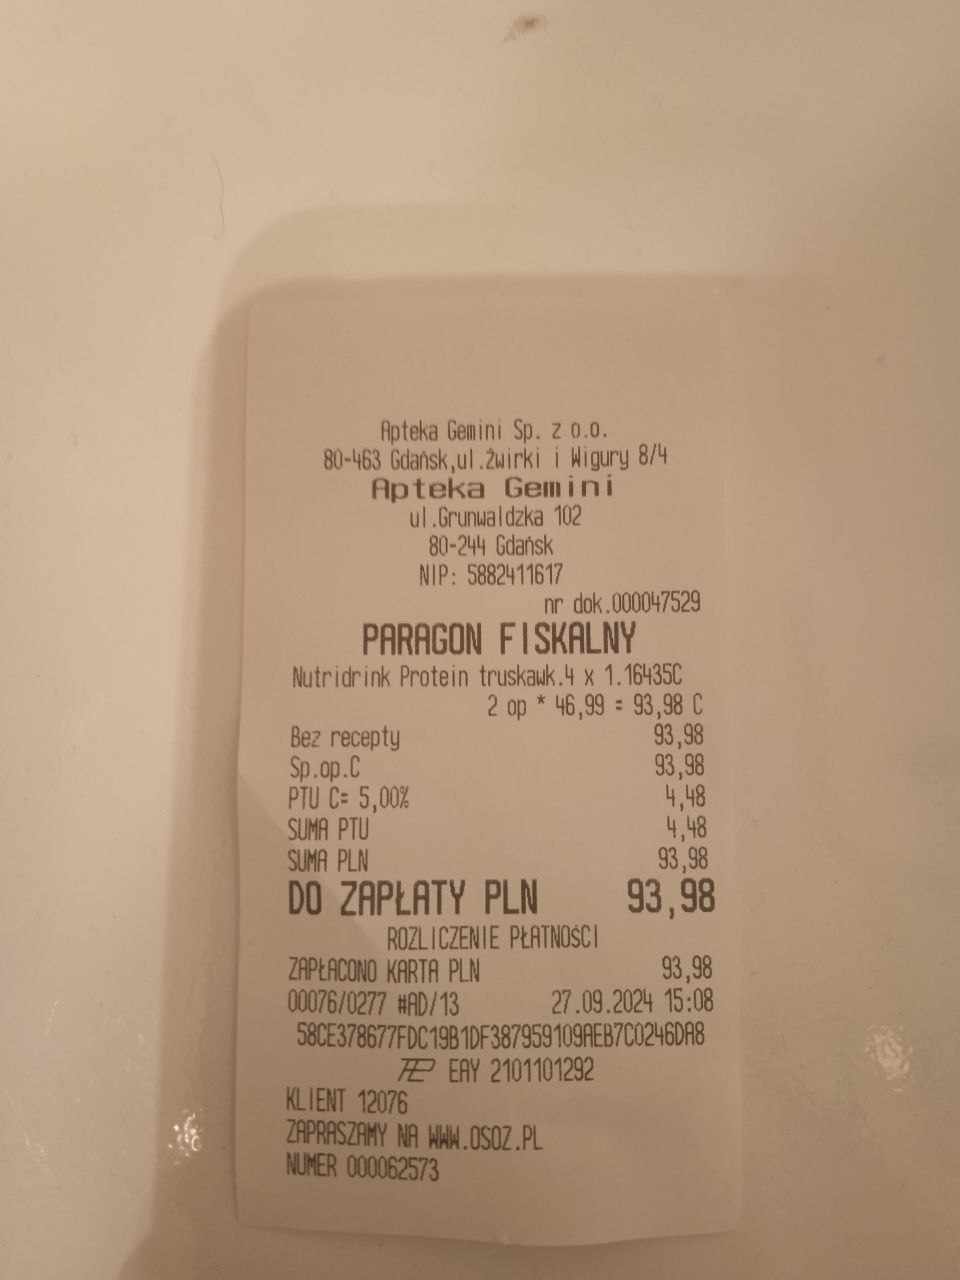 Apteka Gemini Sp. z o.o.
80-463 Gdańsk,ul.Żwirki i Wigury 8/4
Apteka Gemini
ul.Grunwaldzka 102
80-244 Gdańsk
NIP: 5882411617
nr dok.000047529
PARAGON FISKALNY
Nutridrink Protein truskawk.4 x 1.16435C
2 op * 46,99 = 93,98 C
Bez recepty 93,98
Sp.op.C 93,98
PTU C= 5,00% 4,48
SUMA PTU 4,48
SUMA PLN 93,98
DO ZAPŁATY PLN 93,98
ROZLICZENIE PŁATNOŚCI
ZAPŁACONO KARTA PLN 93,98
00076/0277 #AD/13 27.09.2024 15:08
58CE378677FDC19B1DF387959109AEB7C0246DA8
EAY 2101101292
KLIENT 12076
ZAPRASZAMY NA WWW.OSOZ.PL
NUMER 000062573